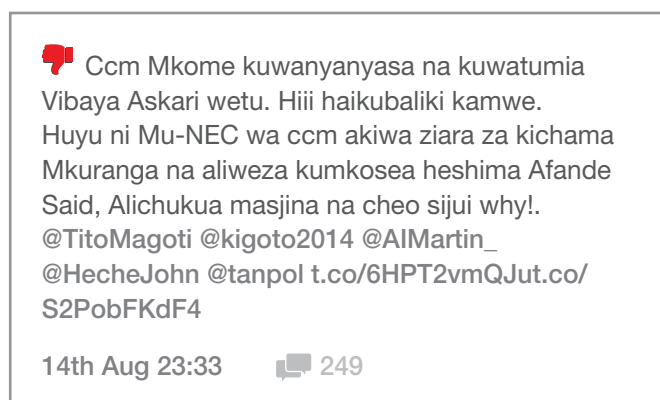 Ccm Mkome kuwanyanyasa na kuwatumia
Vibaya Askari wetu. Hiii haikubaliki kamwe.
Huyu ni Mu-NEC wa ccm akiwa ziara za kichama
Mkuranga na aliweza kumkosea heshima Afande
Said, Alichukua masjina na cheo sijui why!.
@TitoMagoti @kigoto2014 @AlMartin_
@HecheJohn @tanpol t.co/6HPT2vmQJut.co/
S2PobFKdF4
14th Aug 23:33 249